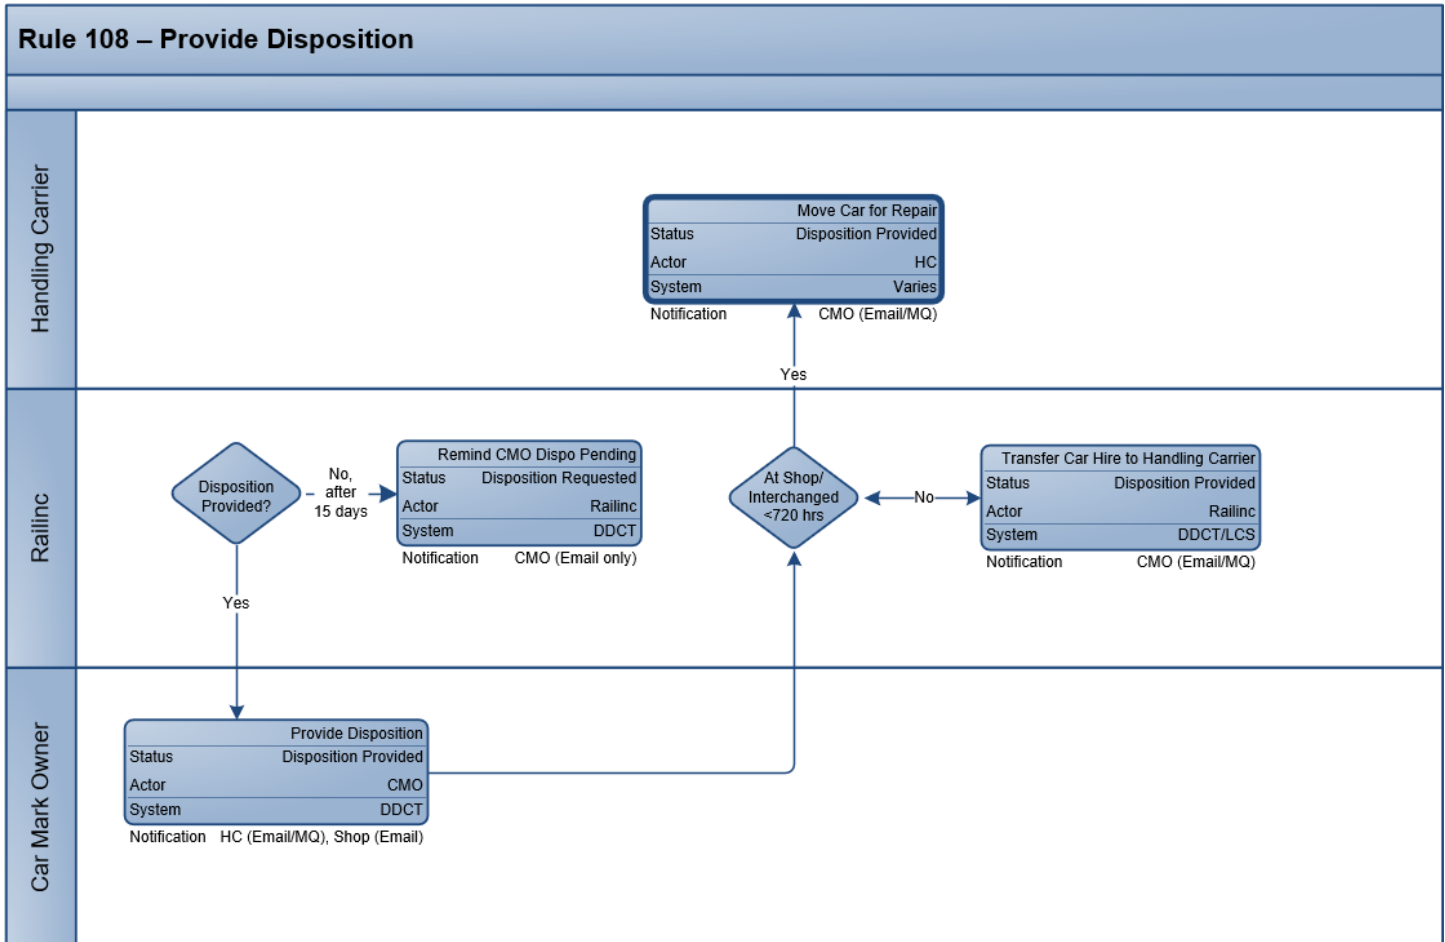 Rule 108 – Provide Disposition
Handling Carrier
Move Car for Repair
Status Disposition Provided
Actor HC
System Varies
Notification CMO (Email/MQ)
Yes
Railinc
Disposition
Provided?
No,
after
15 days
Remind CMO Dispo Pending
Status Disposition Requested
Actor Railinc
System DDCT
Notification CMO (Email only)
At Shop/
Interchanged
<720 hrs
No
Transfer Car Hire to Handling Carrier
Status Disposition Provided
Actor Railinc
System DDCT/LCS
Notification CMO (Email/MQ)
Yes
Car Mark Owner
Provide Disposition
Status Disposition Provided
Actor CMO
System DDCT
Notification HC (Email/MQ), Shop (Email)